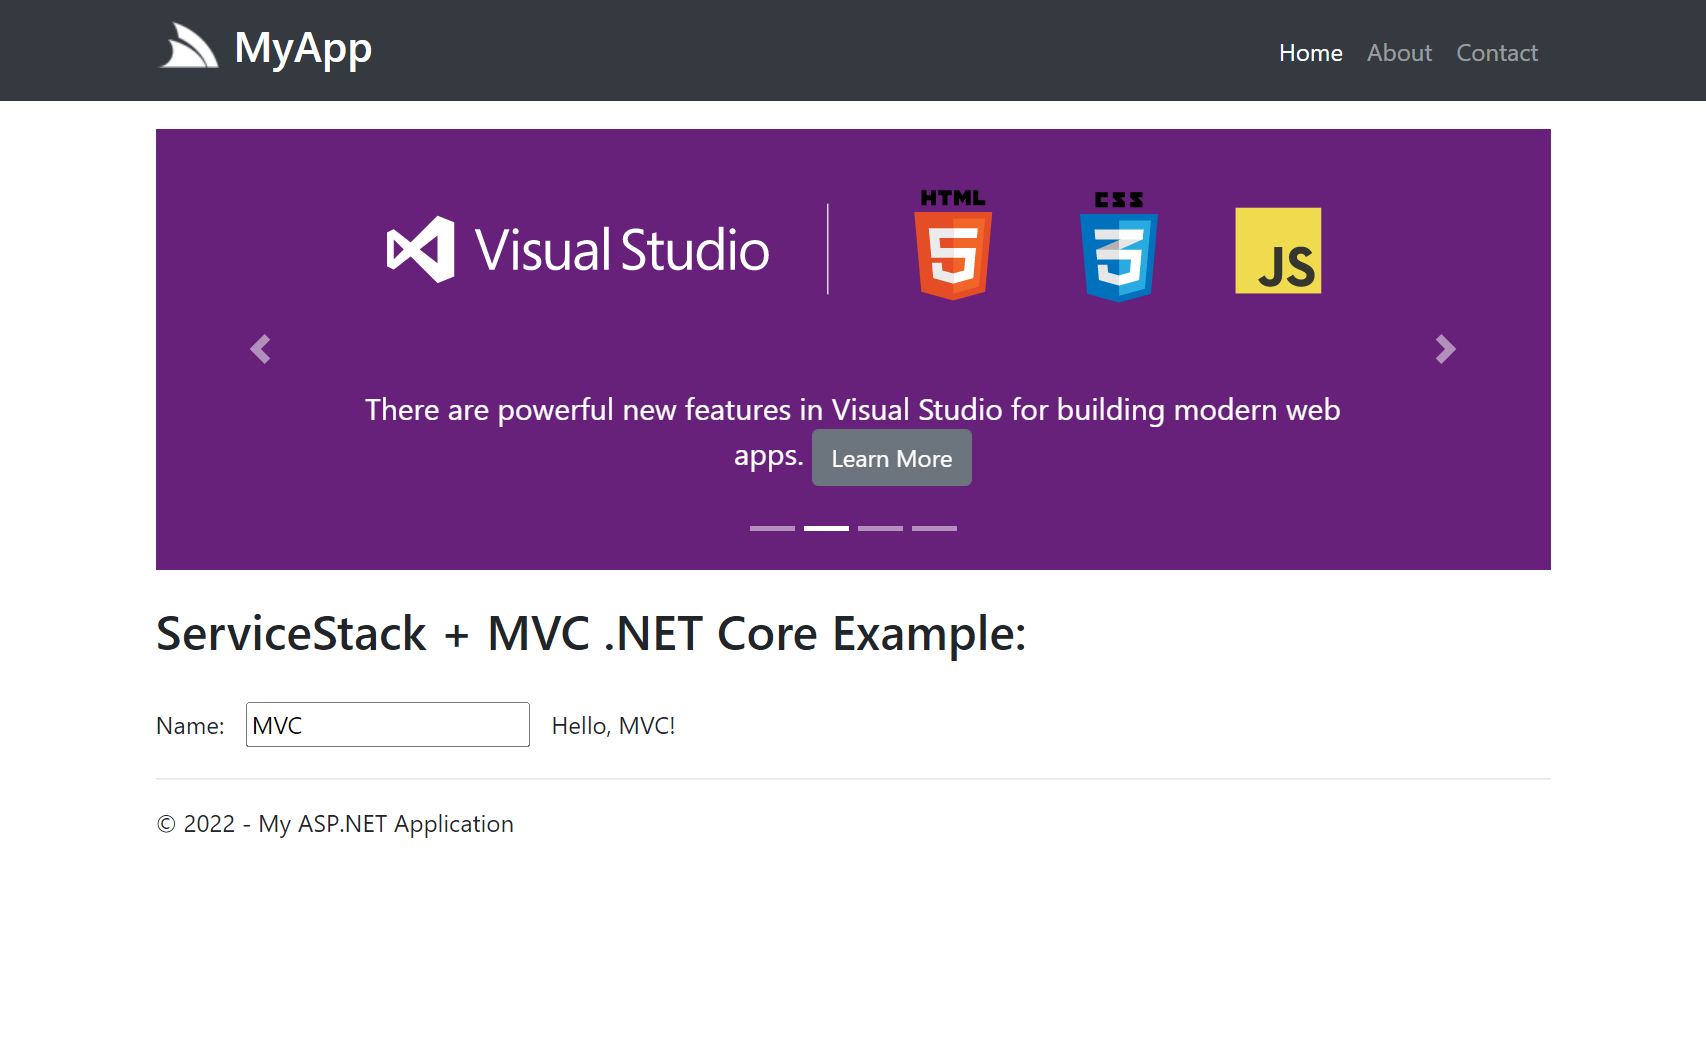 MyApp
Home About Contact
Visual Studio
HTML
5
CSS
3
JS
There are powerful new features in Visual Studio for building modern web
apps. Learn More
ServiceStack + MVC .NET Core Example:
Name: MVC Hello, MVC!
© 2022 - My ASP.NET Application